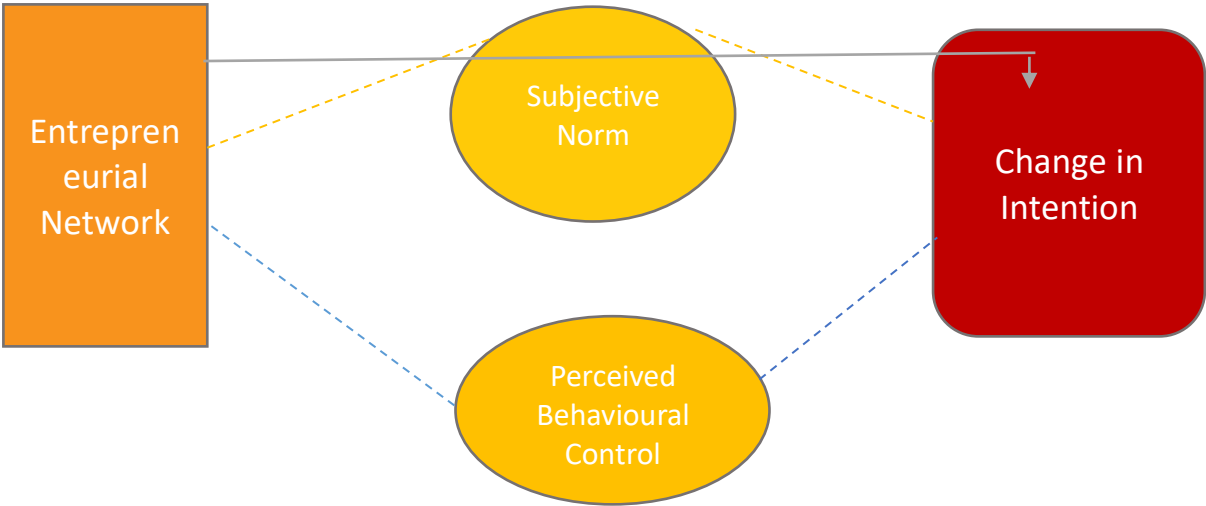 Entrepren
eurial
Network
Subjective
Norm
Change in
Intention
Perceived
Behavioural
Control